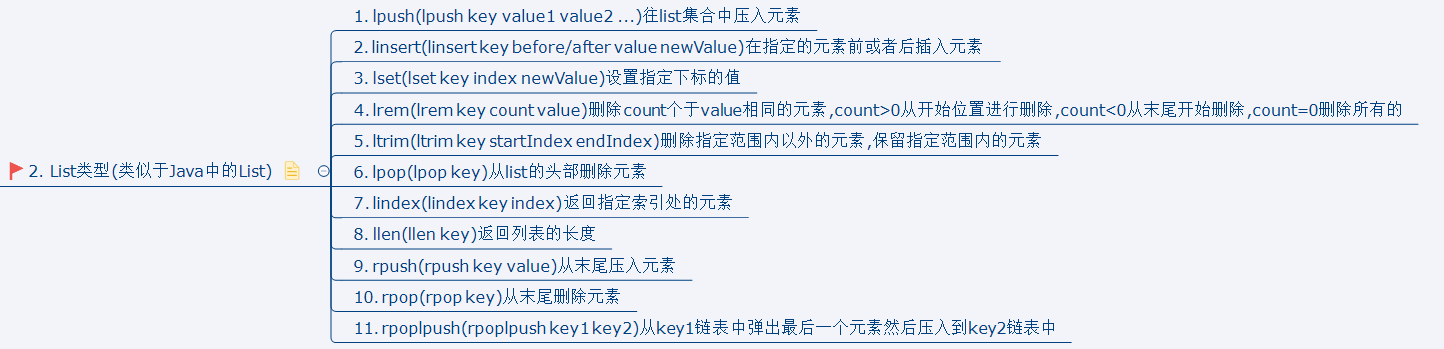 2. List类型(类似于Java中的List)
1. lpush(lpush key value1 value2 ...)往list集合中压入元素
2. linsert(linsert key before/after value newValue)在指定的元素前或者后插入元素
3. lset(lset key index newValue)设置指定下标的值
4. lrem(lrem key count value)删除count个于value相同的元素,count>0从开始位置进行删除,count<0从末尾开始删除,count=0删除所有的
5. ltrim(ltrim key startIndex endIndex)删除指定范围内以外的元素,保留指定范围内的元素
6. lpop(lpop key)从list的头部删除元素
7. lindex(lindex key index)返回指定索引处的元素
8. llen(llen key)返回列表的长度
9. rpush(rpush key value)从末尾压入元素
10. rpop(rpop key)从末尾删除元素
11. rpoplpush(rpoplpush key1 key2)从key1链表中弹出最后一个元素然后压入到key2链表中